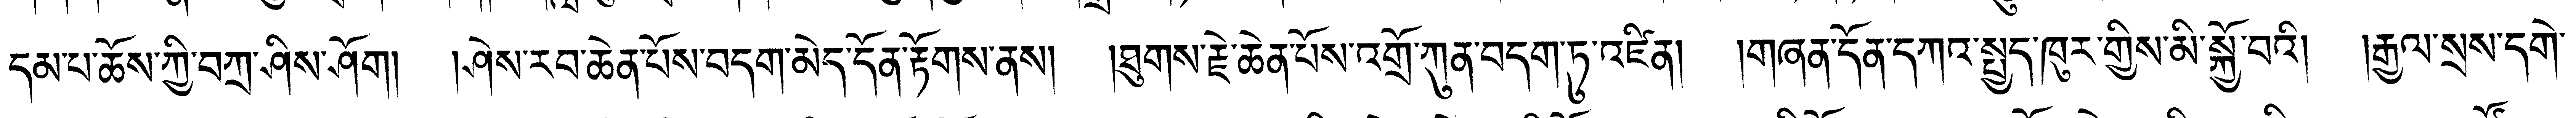 དམ་པ་ཆོས་ཀྱི་བཀྲ་ཤིས་ཤོག། །ཤེས་རབ་ཆེན་པོས་བདག་མེད་དོན་རྟོགས་ནས། །ཐུགས་རྗེ་ཆེན་པོས་འགྲོ་ཀུན་བདག་ཏུ་འཛིན། །གཞན་དོན་དཀའ་སྤྱད་ཁུར་གྱིས་མི་སྐྱོ་བའི། །རྒྱལ་སྲས་དགེ་